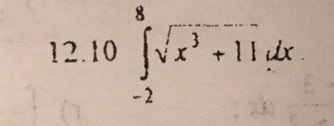 12.10 ∫_{-2}^{8} √(x³ + 11) dx